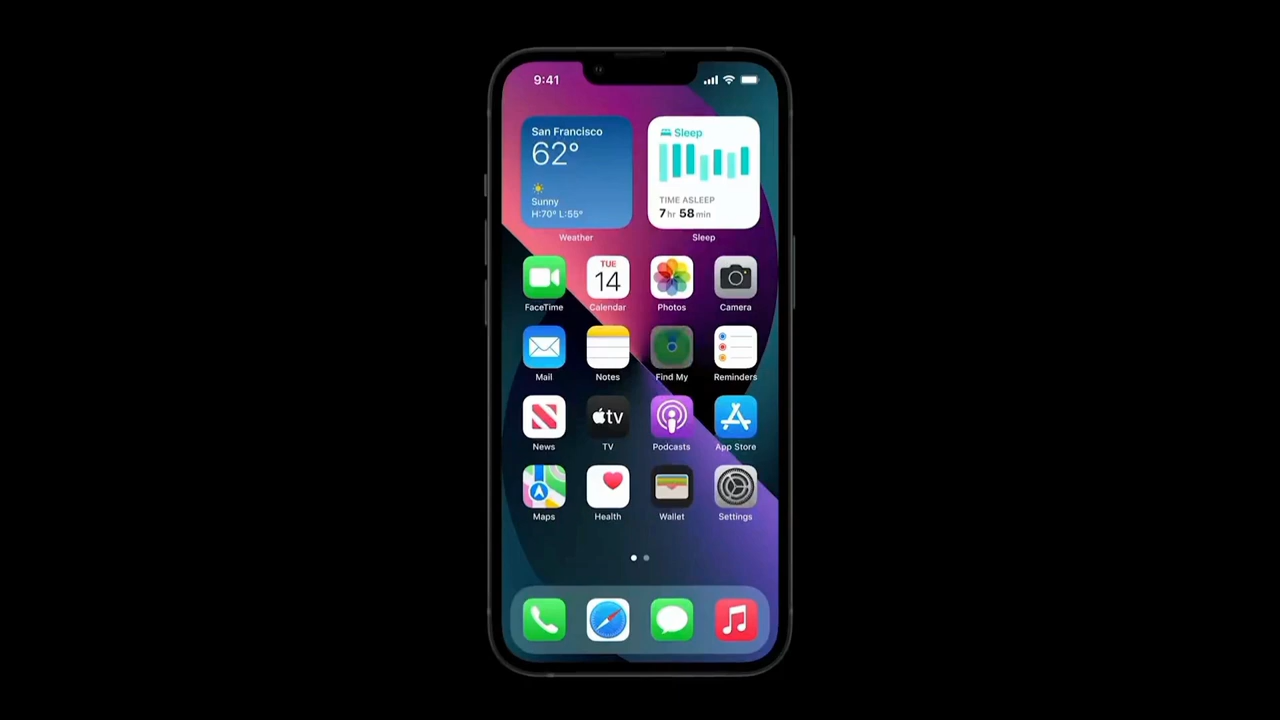 9:41
San Francisco
62°
Sunny
H:70° L:55°
Weather
Sleep
TIME ASLEEP
7 hr 58 min
Sleep
FaceTime
TUE
14
Calendar
Photos
Camera
Mail
Notes
Find My
Reminders
News
tv
TV
Podcasts
App Store
Maps
Health
Wallet
Settings